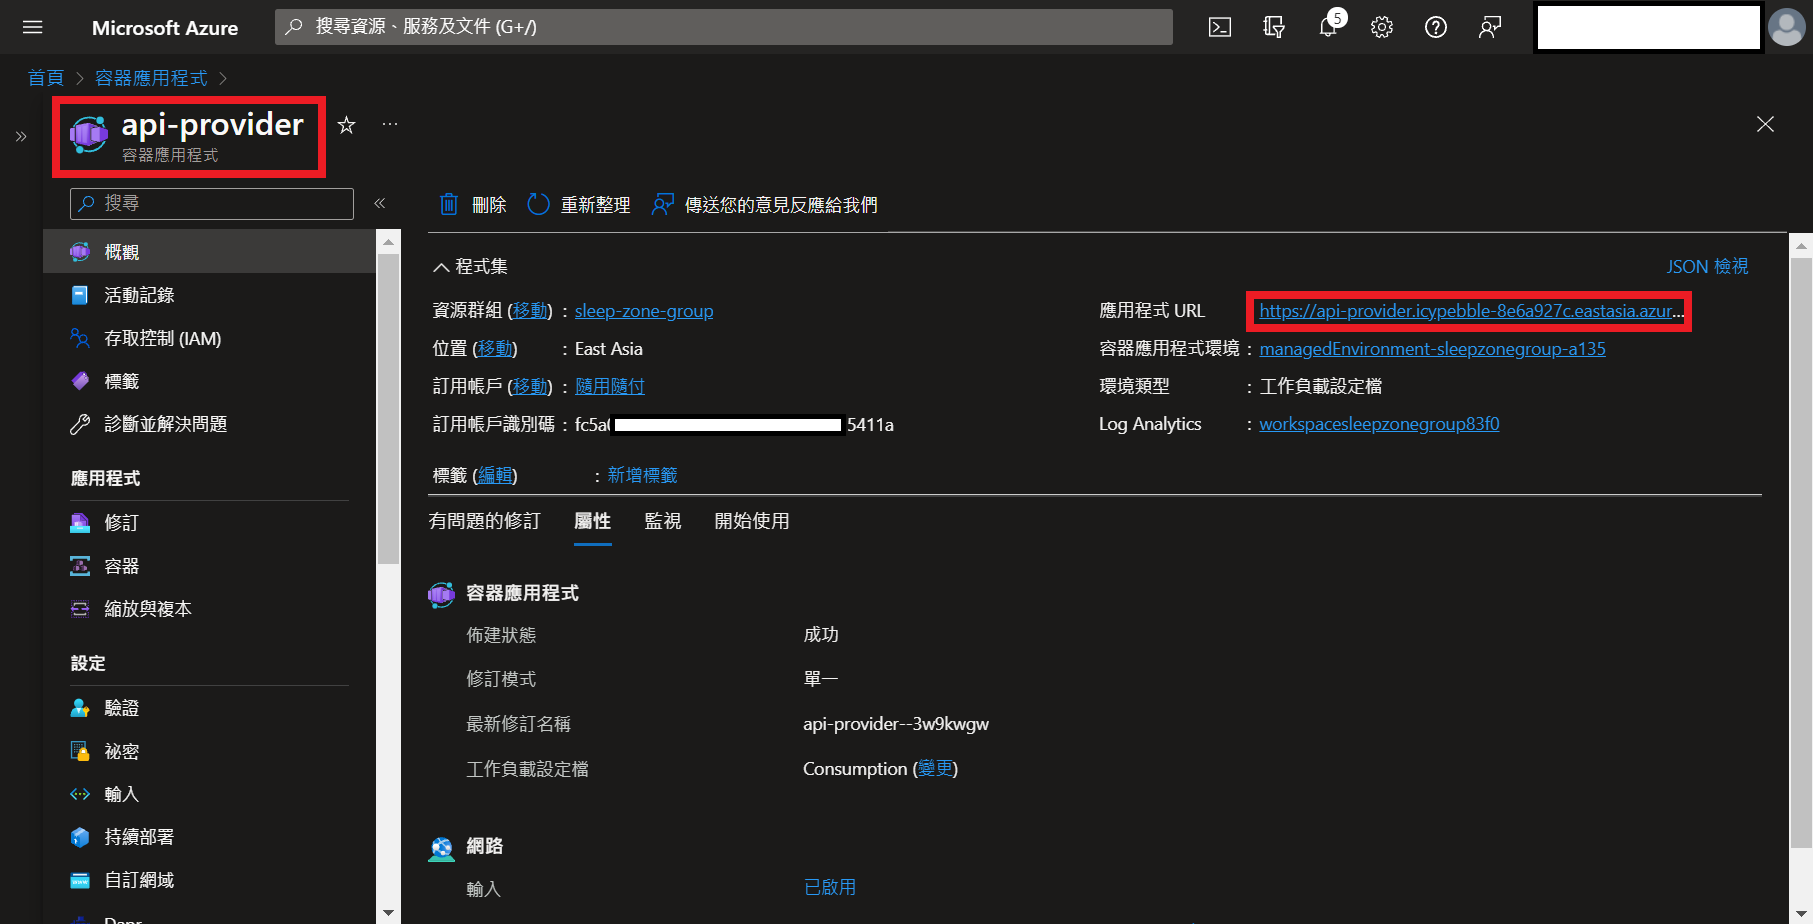 Microsoft Azure
搜尋資源、服務及文件 (G+/)
5
首頁 > 容器應用程式 >
api-provider
容器應用程式
搜尋
概觀
活動記錄
存取控制 (IAM)
標籤
診斷並解決問題
應用程式
修訂
容器
縮放與複本
設定
驗證
祕密
輸入
持續部署
自訂網域
Dapr
刪除 重新整理 傳送您的意見反應給我們
程式集
JSON 檢視
資源群組 (移動) : sleep-zone-group
位置 (移動) : East Asia
訂用帳戶 (移動) : 隨用隨付
訂用帳戶識別碼 : fc5a 5411a
應用程式 URL https://api-provider.icypebble-8e6a927c.eastasia.azur...
容器應用程式環境 : managedEnvironment-sleepzonegroup-a135
環境類型 : 工作負載設定檔
Log Analytics : workspacesleepzonegroup83f0
標籤 (編輯) : 新增標籤
有問題的修訂 屬性 監視 開始使用
容器應用程式
佈建狀態 成功
修訂模式 單一
最新修訂名稱 api-provider--3w9kwgw
工作負載設定檔 Consumption (變更)
網路
輸入 已啟用